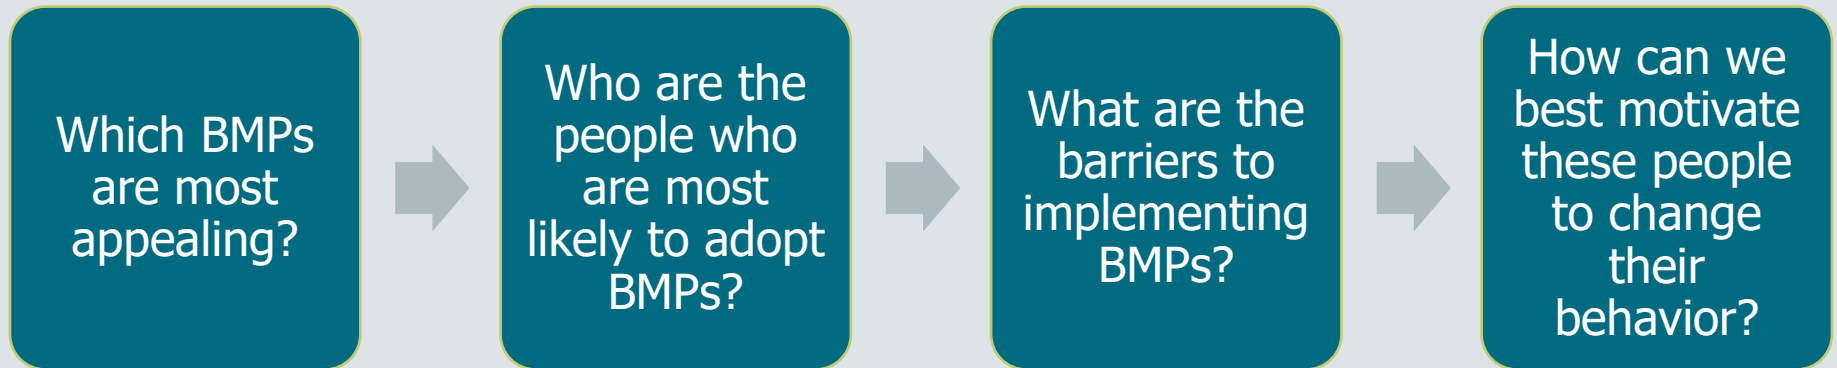 Which BMPs
are most
appealing?
Who are the
people who
are most
likely to adopt
BMPs?
What are the
barriers to
implementing
BMPs?
How can we
best motivate
these people
to change
their
behavior?